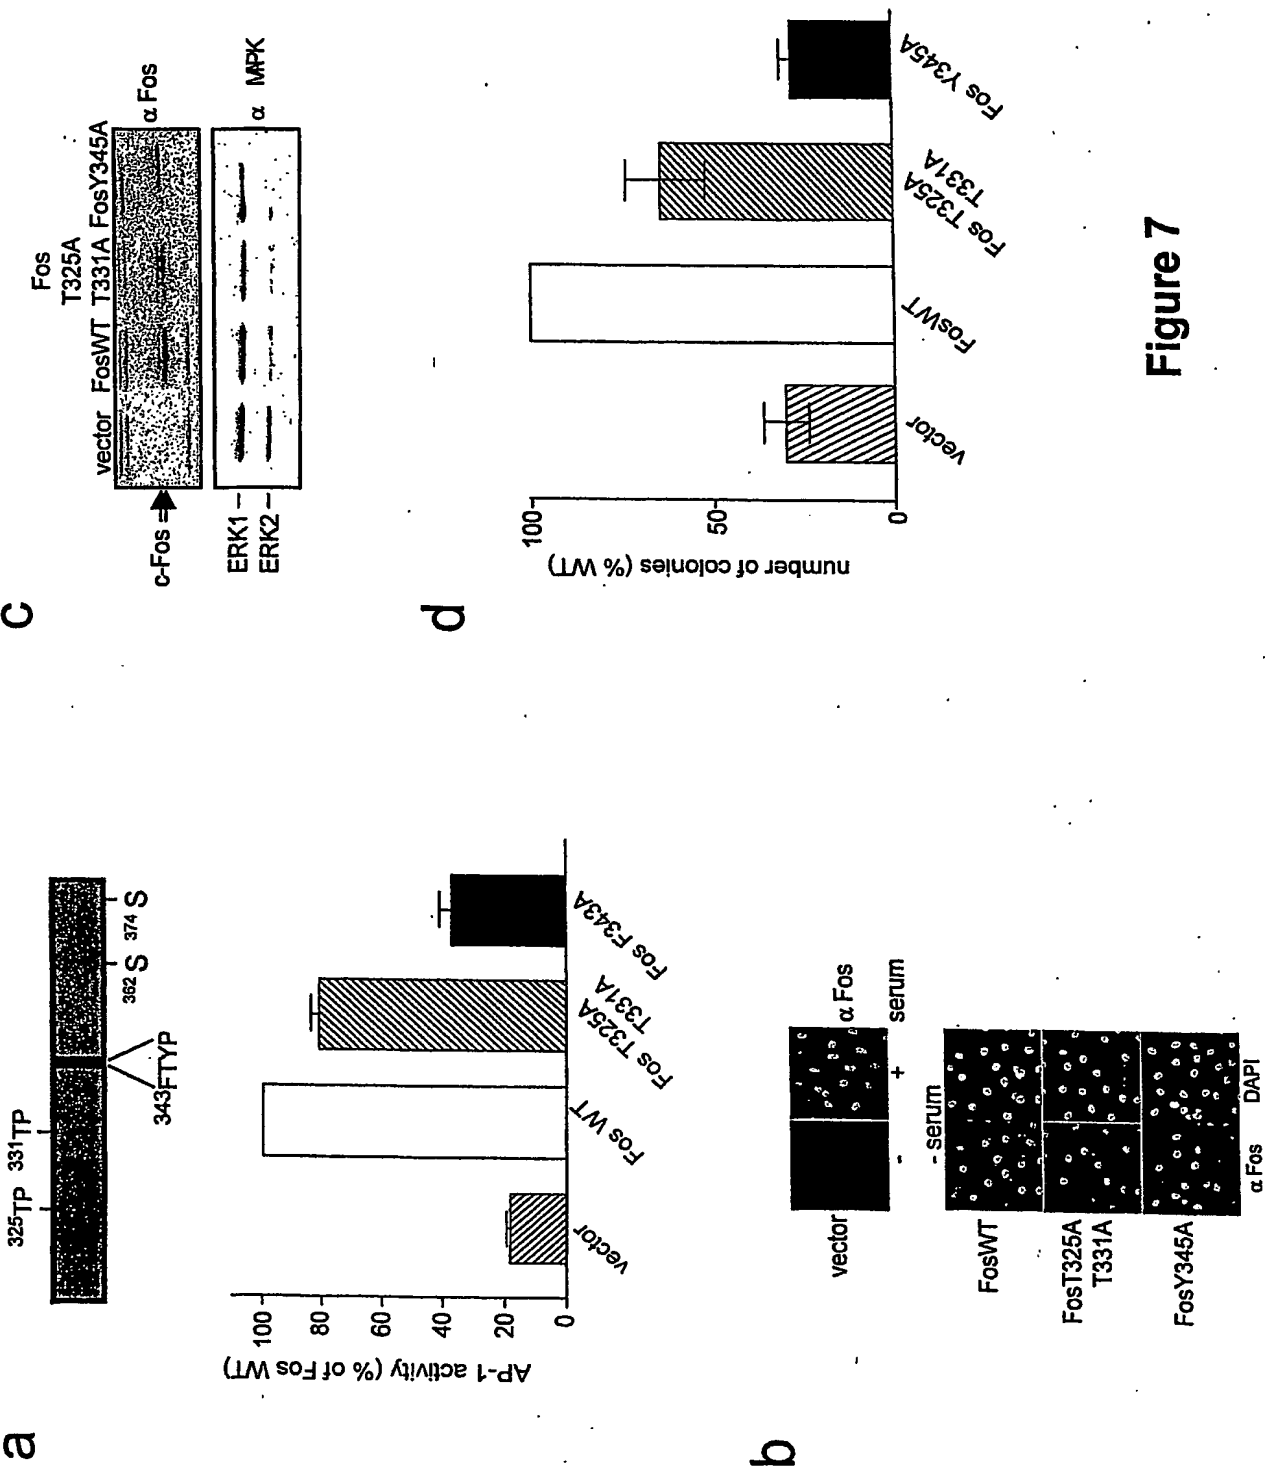 a
325TP 331TP
343FTYP 362 S 374 S
AP-1 activity (% of Fos WT)
100
80
60
40
20
0
vector
Fos WT
Fos T325A
T331A
Fos F343A
b
vector
α Fos
- + serum
- serum
FosWT
FosT325A
T331A
FosY345A
α Fos DAPI
c
Fos
T325A
vector FosWT T331A FosY345A
c-Fos
α Fos
ERK1
ERK2
α MPK
d
number of colonies (% WT)
100
50
0
vector
FosWT
Fos T325A
T331A
Fos Y345A
Figure 7